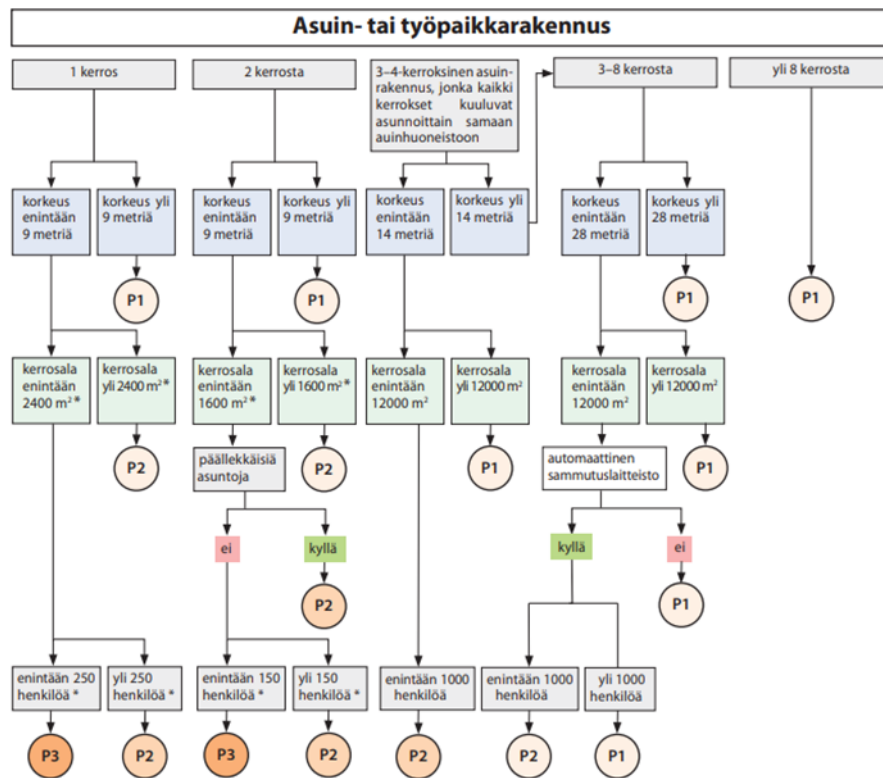 Asuin- tai työpaikkarakennus
1 kerros
2 kerrosta
3–4-kerroksinen asuin-
rakennus, jonka kaikki
kerrokset kuuluvat
asunnoittain samaan
auinhuoneistoon
3–8 kerrosta
yli 8 kerrosta
korkeus
enintään
9 metriä
korkeus yli
9 metriä
korkeus
enintään
9 metriä
korkeus yli
9 metriä
korkeus
enintään
14 metriä
korkeus yli
14 metriä
korkeus
enintään
28 metriä
korkeus yli
28 metriä
P1
P1
P1
P1
kerrosala
enintään
2400 m² *
kerrosala
yli 2400 m² *
kerrosala
enintään
1600 m² *
kerrosala
yli 1600 m² *
kerrosala
enintään
12000 m²
kerrosala
yli 12000 m²
kerrosala
enintään
12000 m²
kerrosala
yli 12000 m²
P2
päällekkäisiä
asuntoja
P2
P1
automaattinen
sammutuslaitteisto
P1
ei
kyllä
kyllä
ei
P2
P1
enintään 250
henkilöä *
yli 250
henkilöä *
enintään 150
henkilöä *
yli 150
henkilöä *
enintään 1000
henkilöä
enintään 1000
henkilöä
yli 1000
henkilöä
P3
P2
P3
P2
P2
P2
P1